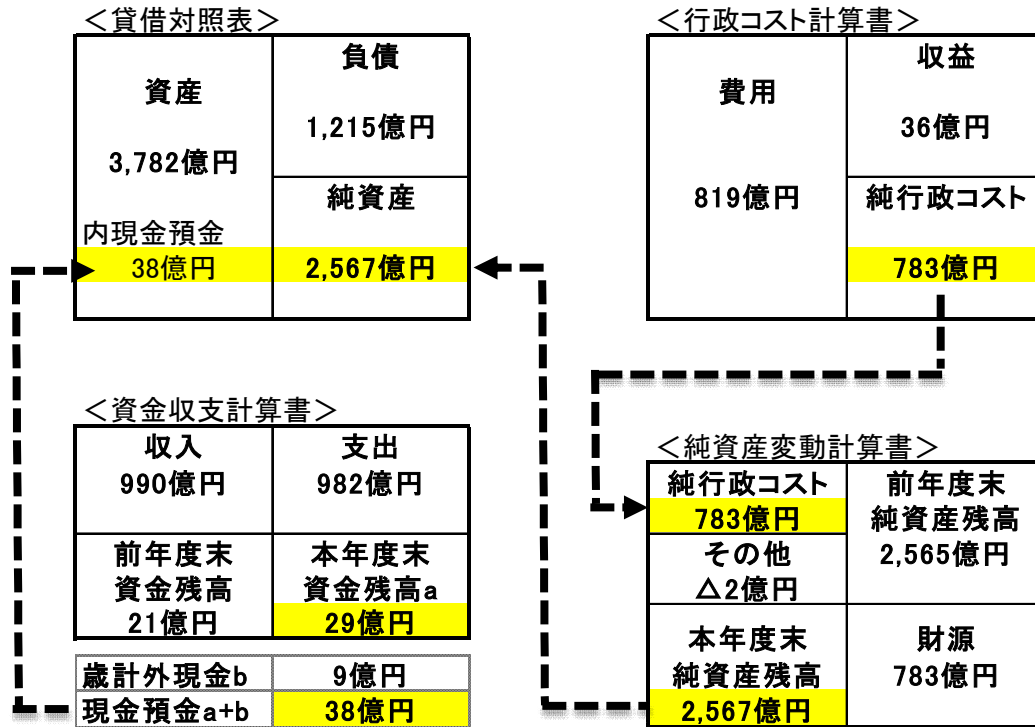 ＜貸借対照表＞
資産
3,782億円
内現金預金
38億円
負債
1,215億円
純資産
2,567億円
＜行政コスト計算書＞
費用
819億円
収益
36億円
純行政コスト
783億円
＜資金収支計算書＞
収入
990億円
支出
982億円
前年度末
資金残高
21億円
本年度末
資金残高a
29億円
歳計外現金b
9億円
現金預金a+b
38億円
＜純資産変動計算書＞
純行政コスト
783億円
その他
△2億円
本年度末
純資産残高
2,567億円
前年度末
純資産残高
2,565億円
財源
783億円